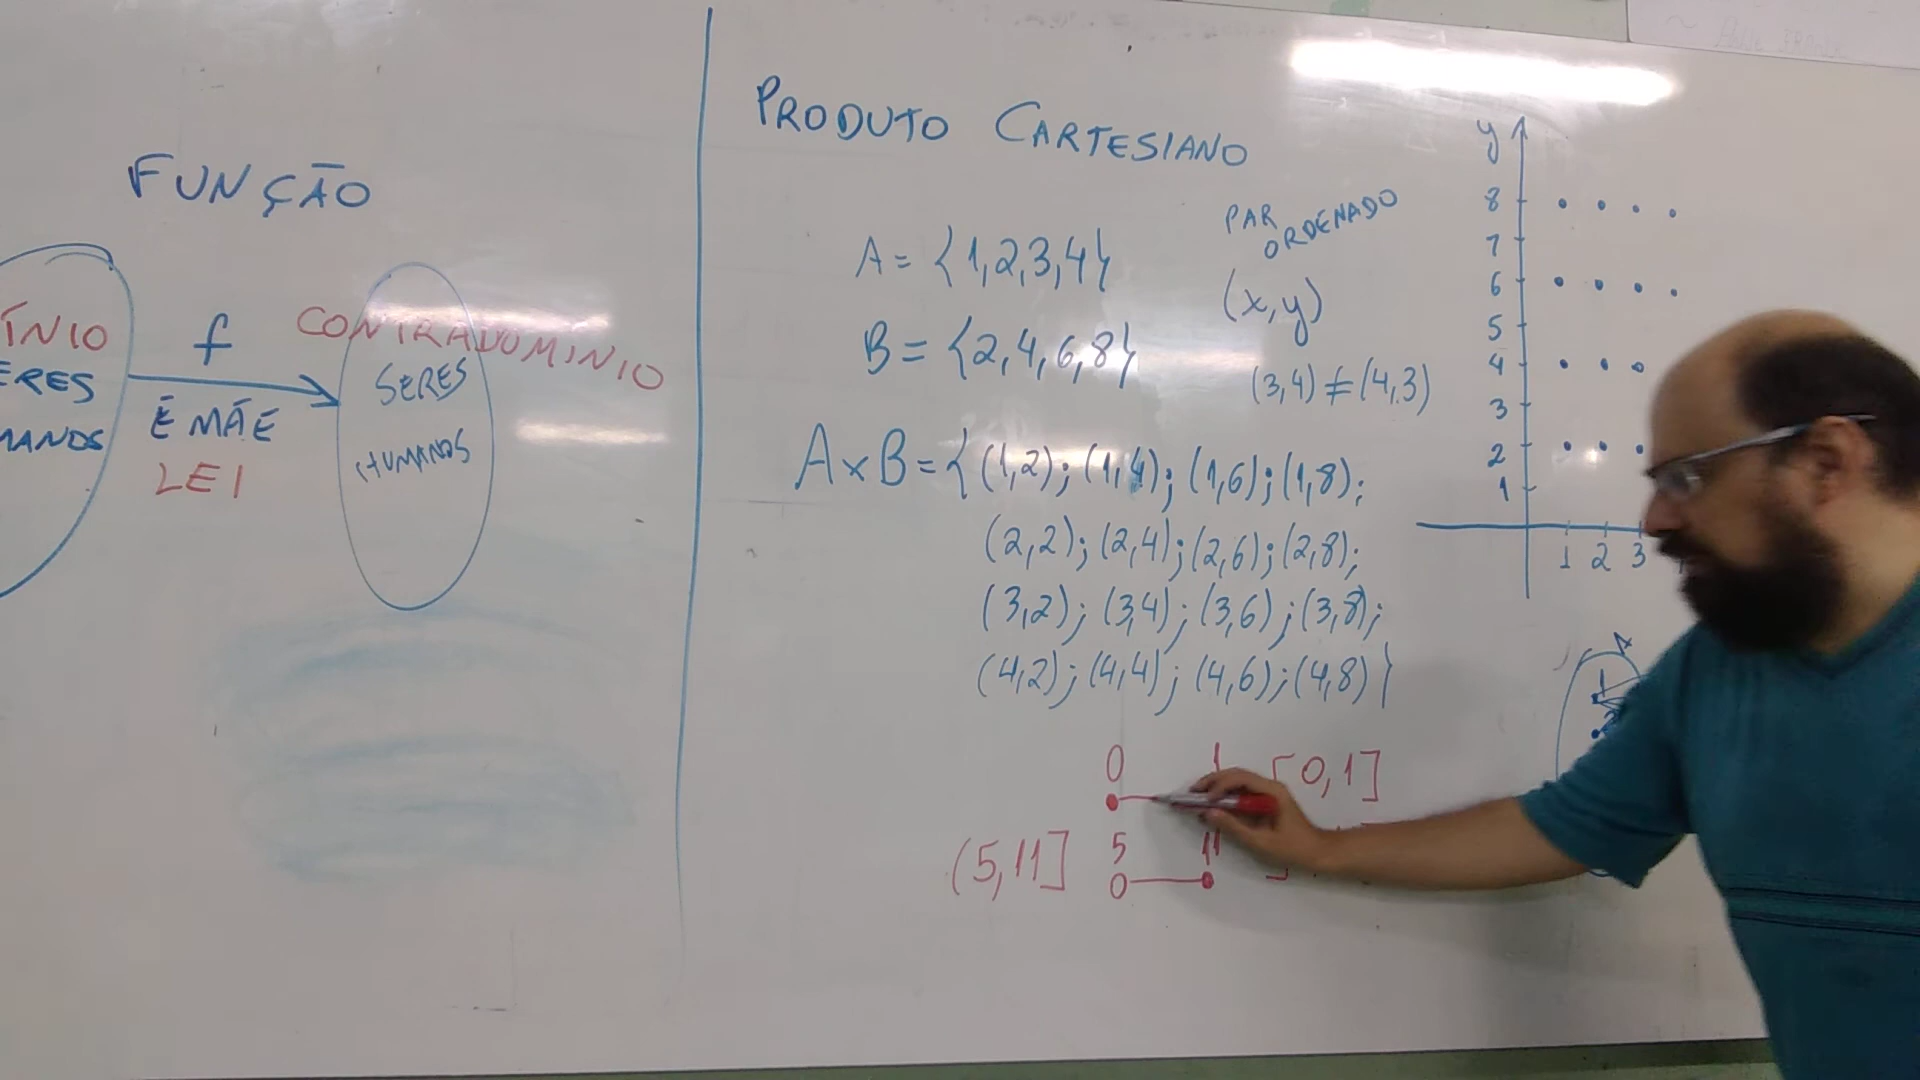 FUNÇÃO
ÍNIO
ERES
MANOS
f
É MÃE
LEI
CONTRADOMINIO
SERES
HUMANOS
PRODUTO CARTESIANO
A = {1,2,3,4}
B = {2,4,6,8}
PAR
ORDENADO
(x,y)
(3,4) ≠ (4,3)
A x B = {(1,2); (1,4); (1,6); (1,8);
(2,2); (2,4); (2,6); (2,8);
(3,2); (3,4); (3,6); (3,8);
(4,2); (4,4); (4,6); (4,8)}
0 1 [0,1]
(5,11] 5 11
y
8
7
6
5
4
3
2
1
1 2 3
A
1